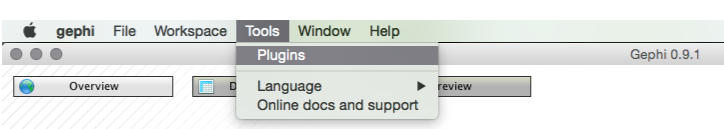 gephi File Workspace Tools Window Help
Plugins
Gephi 0.9.1
Overview
D
review
Language
Online docs and support